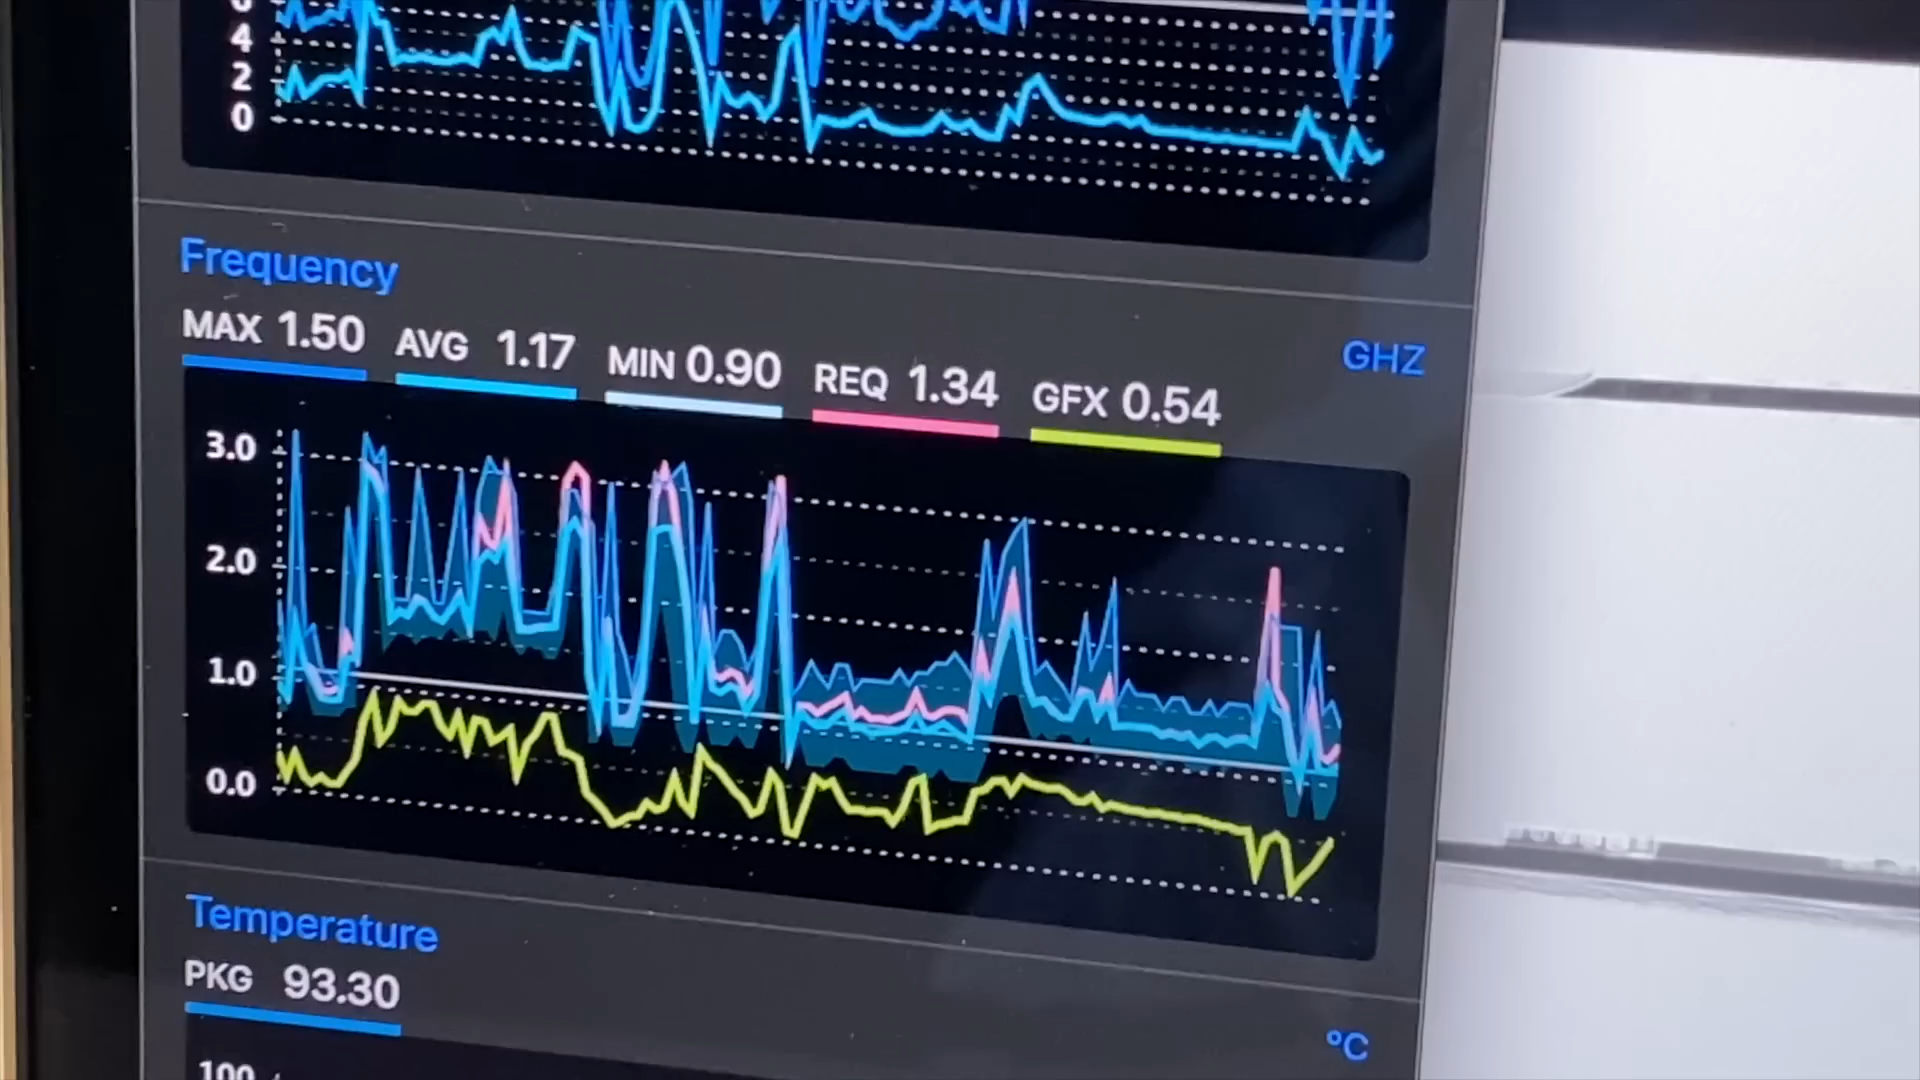 4
2
0
Frequency
MAX 1.50 AVG 1.17 MIN 0.90 REQ 1.34 GFX 0.54 GHZ
3.0
2.0
1.0
0.0
Temperature
PKG 93.30 °C
100